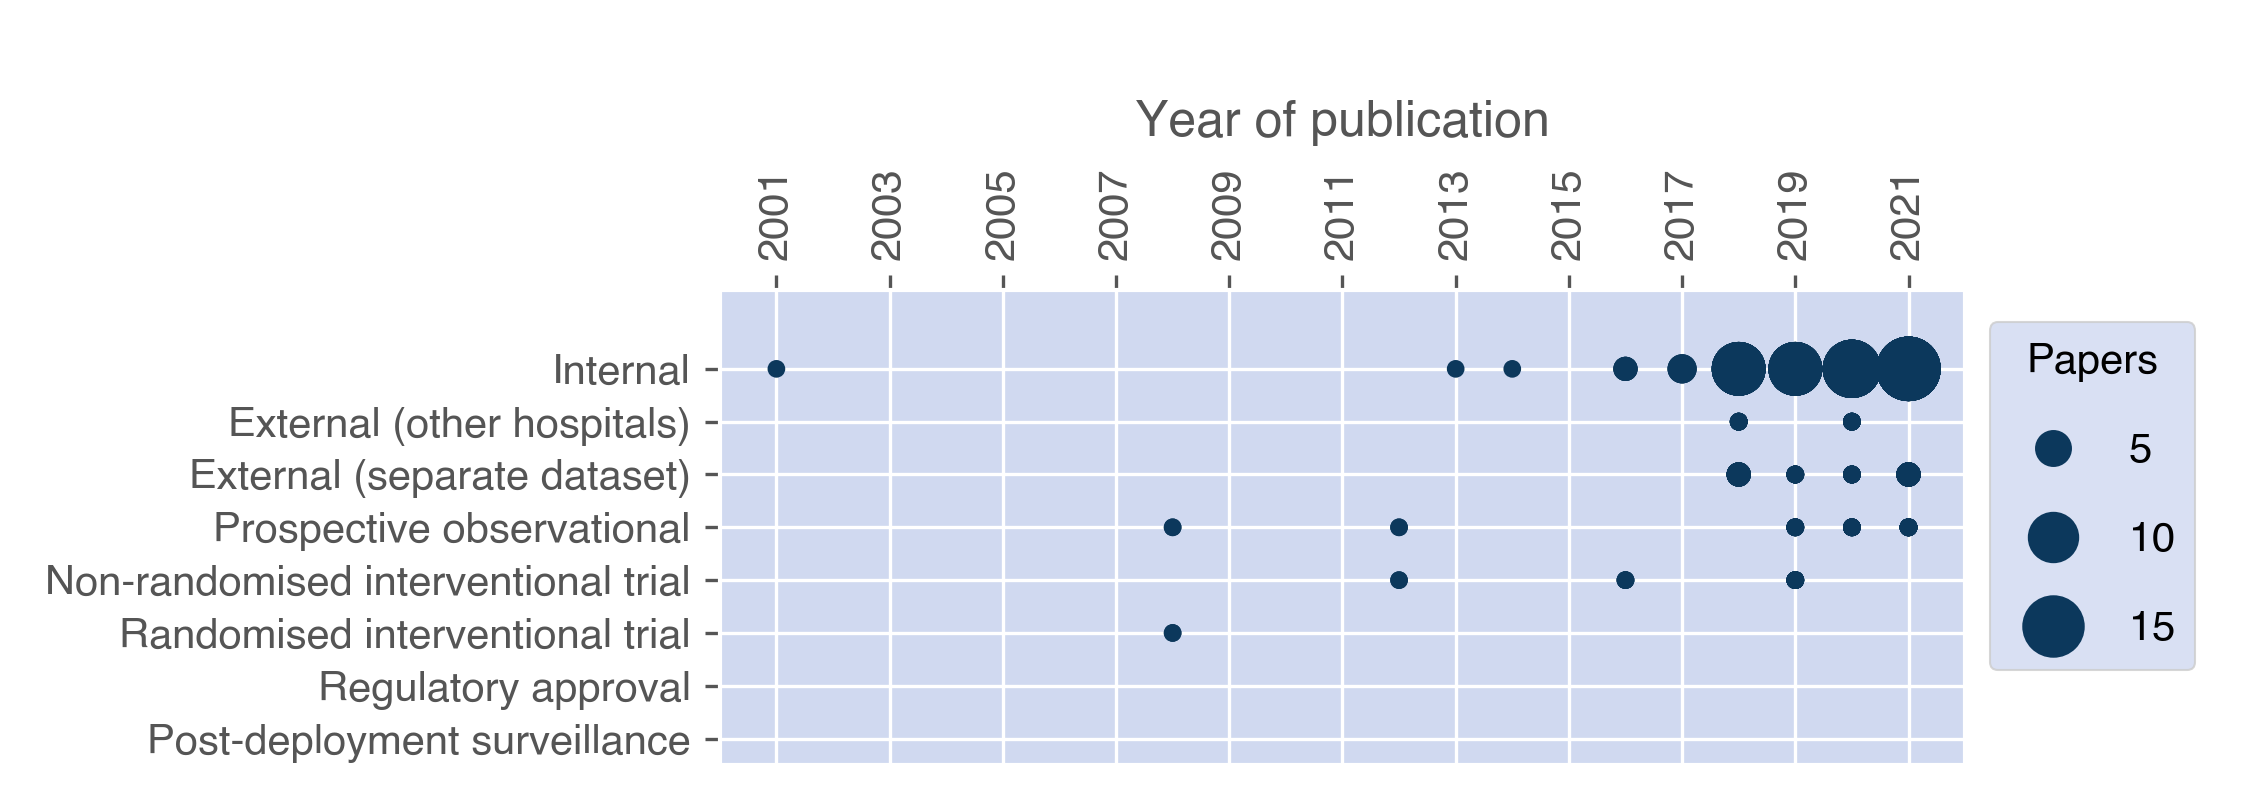 Year of publication
2001
2003
2005
2007
2009
2011
2013
2015
2017
2019
2021
Internal
External (other hospitals)
External (separate dataset)
Prospective observational
Non-randomised interventional trial
Randomised interventional trial
Regulatory approval
Post-deployment surveillance
Papers
5
10
15